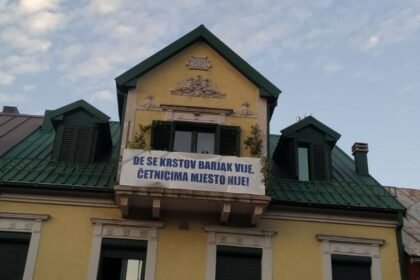 DE SE KRSTOV BARJAK VIJE,
ČETNICIMA MJESTO NIJE!